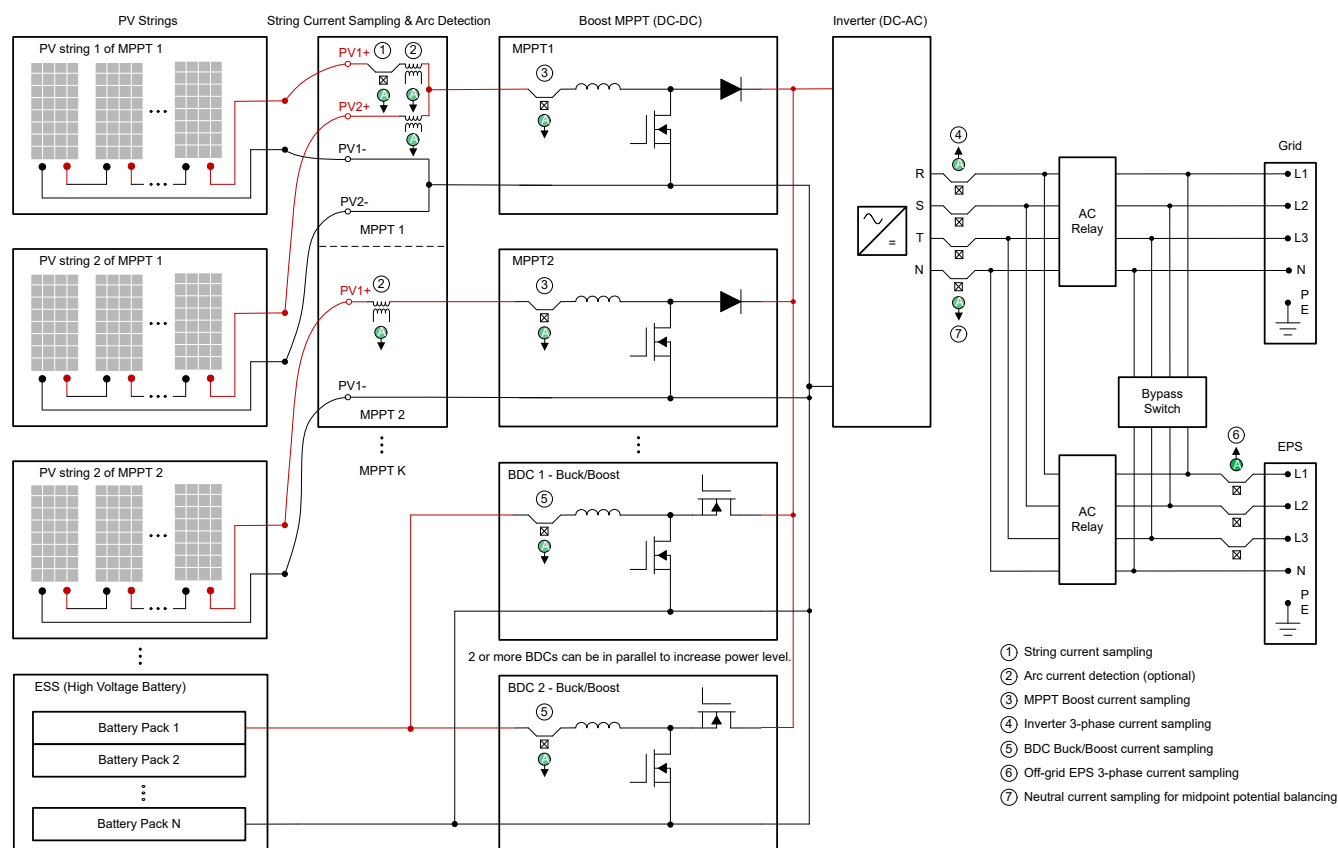 PV Strings
String Current Sampling & Arc Detection
Boost MPPT (DC-DC)
Inverter (DC-AC)
PV string 1 of MPPT 1
PV1+
1
2
A
A
PV2+
A
PV1-
PV2-
MPPT 1
MPPT1
3
A
R
S
T
N
~
=
4
A
A
7
AC
Relay
Grid
L1
L2
L3
N
P
E
PV string 2 of MPPT 1
PV1+
2
A
PV1-
MPPT 2
MPPT K
MPPT2
3
A
Bypass
Switch
PV string 2 of MPPT 2
BDC 1 - Buck/Boost
5
A
AC
Relay
6
A
EPS
L1
L2
L3
N
P
E
2 or more BDCs can be in parallel to increase power level.
ESS (High Voltage Battery)
Battery Pack 1
Battery Pack 2
Battery Pack N
BDC 2 - Buck/Boost
5
A
1 String current sampling
2 Arc current detection (optional)
3 MPPT Boost current sampling
4 Inverter 3-phase current sampling
5 BDC Buck/Boost current sampling
6 Off-grid EPS 3-phase current sampling
7 Neutral current sampling for midpoint potential balancing